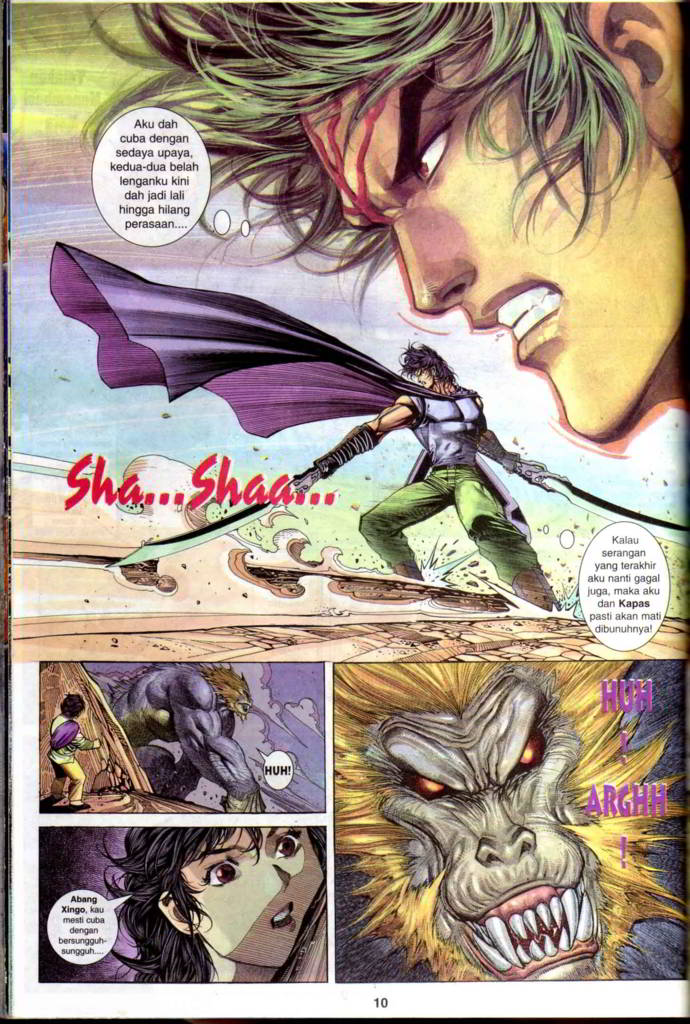 Aku dah
cuba dengan
sedaya upaya,
kedua-dua belah
lenganku kini
dah jadi lali
hingga hilang
perasaan....
Sha...Shaa...
Kalau
serangan
yang terakhir
aku nanti gagal
juga, maka aku
dan Kapas
pasti akan mati
dibunuhnya!
HUH!
HUH
!
ARGHH
!
Abang
Xingo, kau
mesti cuba
dengan
bersungguh-
sungguh....
10